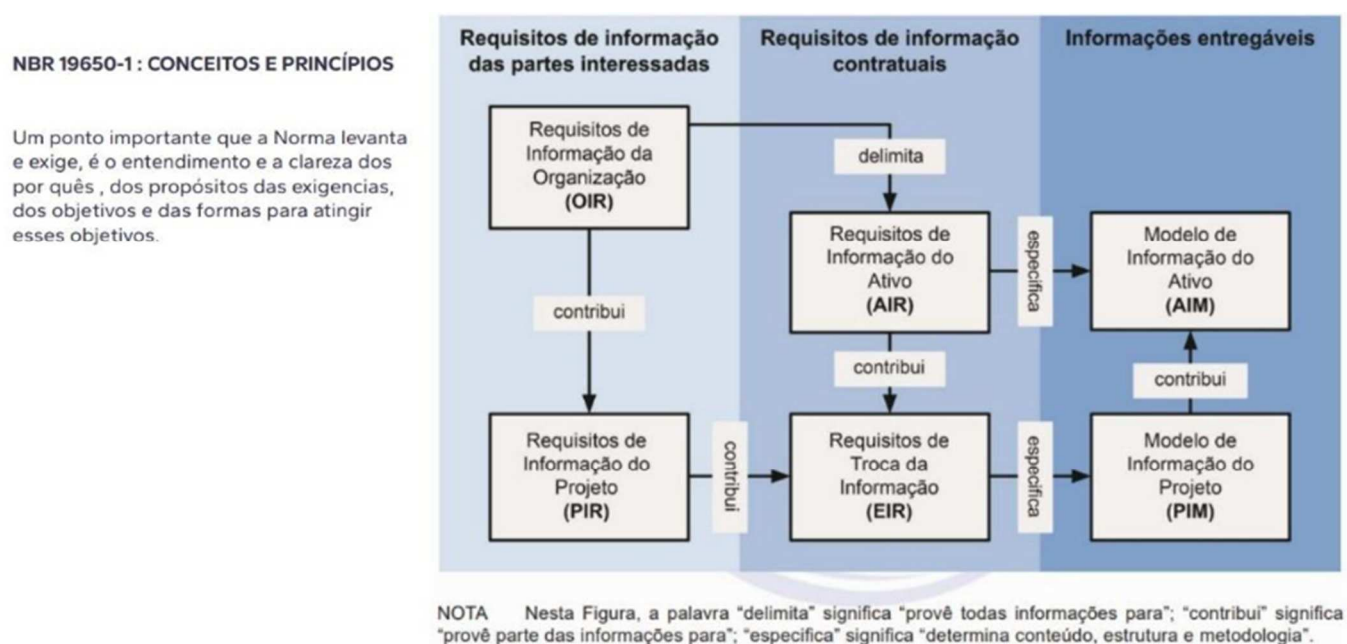 NBR 19650-1 : CONCEITOS E PRINCÍPIOS
Um ponto importante que a Norma levanta
e exige, é o entendimento e a clareza dos
por quês , dos propósitos das exigencias,
dos objetivos e das formas para atingir
esses objetivos.
Requisitos de informação
das partes interessadas
Requisitos de informação
contratuais
Informações entregáveis
Requisitos de
Informação da
Organização
(OIR)
delimita
Requisitos de
Informação do
Ativo
(AIR)
especifica
Modelo de
Informação do
Ativo
(AIM)
contribui
contribui
contribui
Requisitos de
Informação do
Projeto
(PIR)
contribui
Requisitos de
Troca da
Informação
(EIR)
especifica
Modelo de
Informação do
Projeto
(PIM)
NOTA Nesta Figura, a palavra “delimita” significa “provê todas informações para”; “contribui” significa
“provê parte das informações para”; “especifica” significa “determina conteúdo, estrutura e metodologia”.